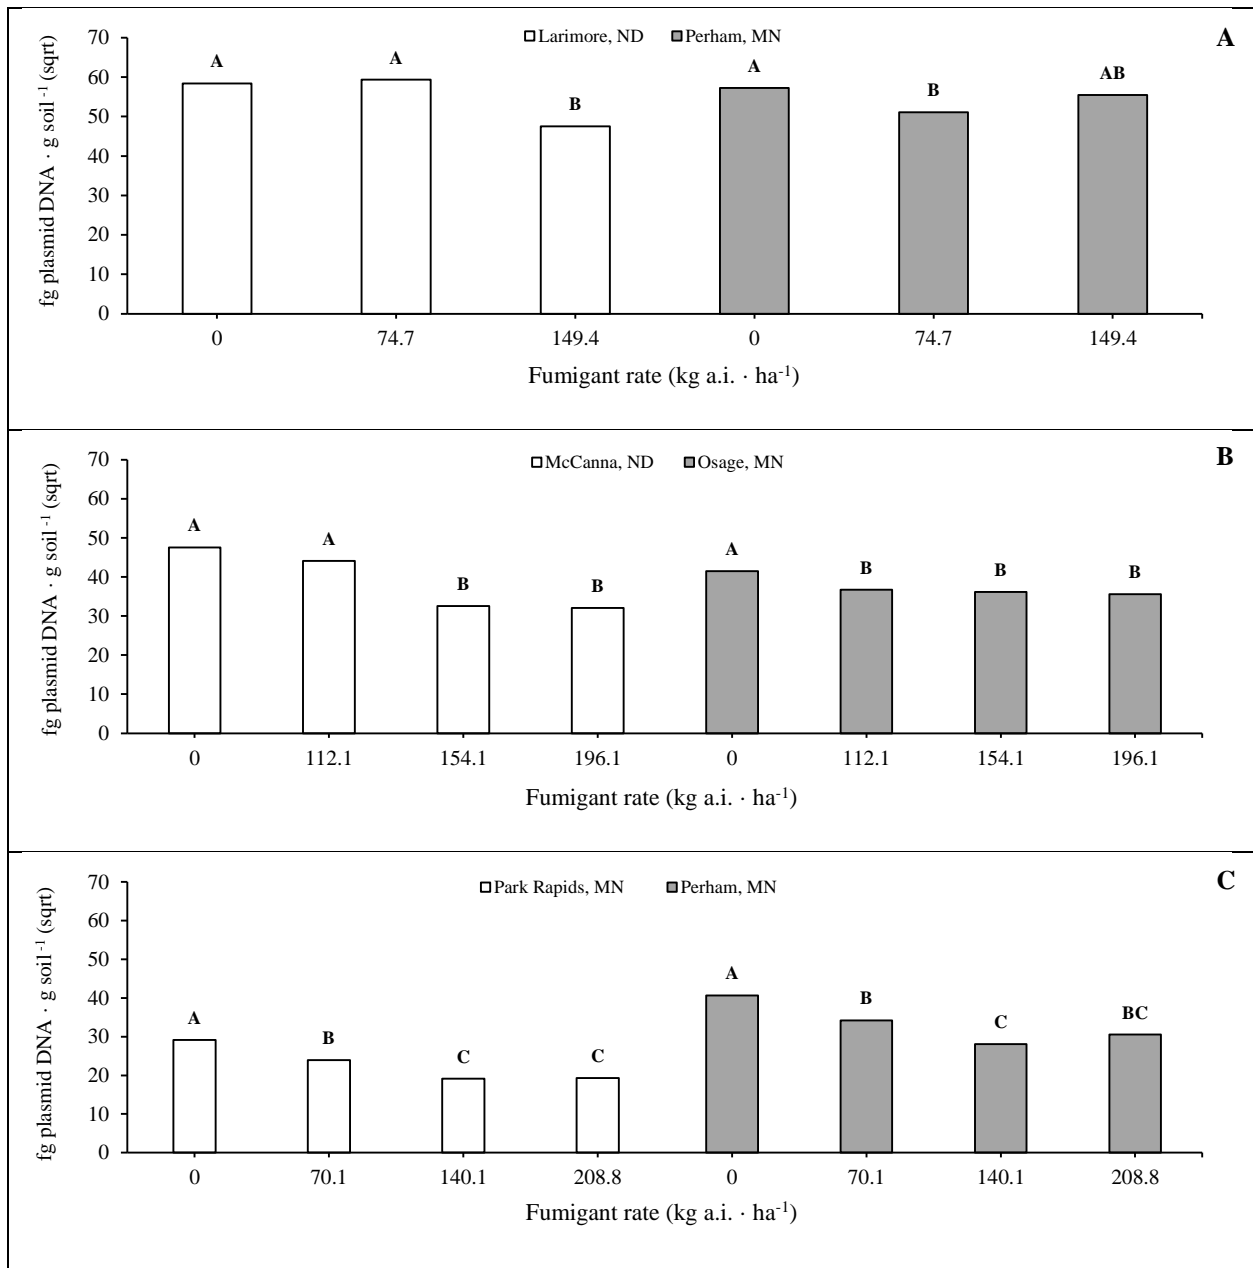 Larimore, ND Perham, MN
A
fg plasmid DNA · g soil -1 (sqrt)
70
60
50
40
30
20
10
0
A A B A B AB
0 74.7 149.4 0 74.7 149.4
Fumigant rate (kg a.i. · ha-1)
McCanna, ND Osage, MN
B
fg plasmid DNA · g soil -1 (sqrt)
70
60
50
40
30
20
10
0
A A B B A B B B
0 112.1 154.1 196.1 0 112.1 154.1 196.1
Fumigant rate (kg a.i. · ha-1)
Park Rapids, MN Perham, MN
C
fg plasmid DNA · g soil -1 (sqrt)
70
60
50
40
30
20
10
0
A B C C A B C BC
0 70.1 140.1 208.8 0 70.1 140.1 208.8
Fumigant rate (kg a.i. · ha-1)